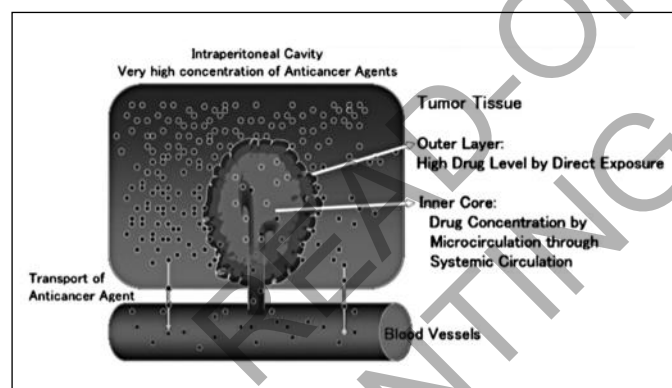 Intraperitoneal Cavity
Very high concentration of Anticancer Agents
Tumor Tissue
Outer Layer:
High Drug Level by Direct Exposure
Inner Core:
Drug Concentration by
Microcirculation through
Systemic Circulation
Transport of
Anticancer Agent
Blood Vessels